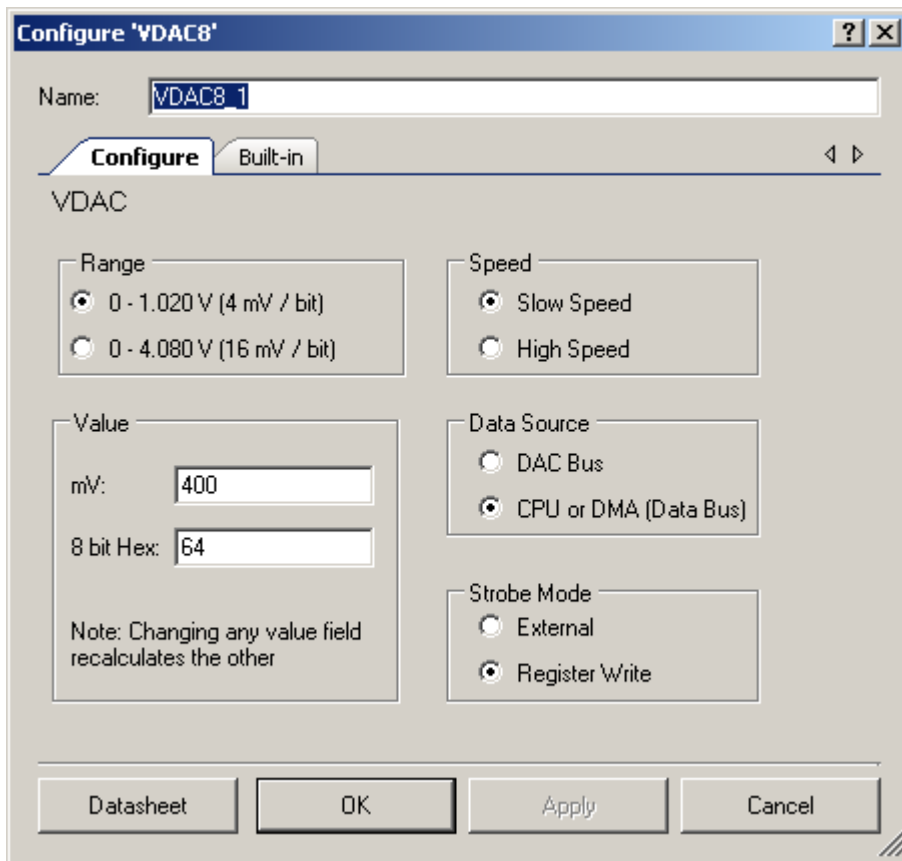 Configure 'VDAC8'
Name: VDAC8_1
Configure Built-in
VDAC
Range
0 - 1.020 V (4 mV / bit)
0 - 4.080 V (16 mV / bit)
Speed
Slow Speed
High Speed
Value
mV: 400
8 bit Hex: 64
Note: Changing any value field
recalculates the other
Data Source
DAC Bus
CPU or DMA (Data Bus)
Strobe Mode
External
Register Write
Datasheet OK Apply Cancel